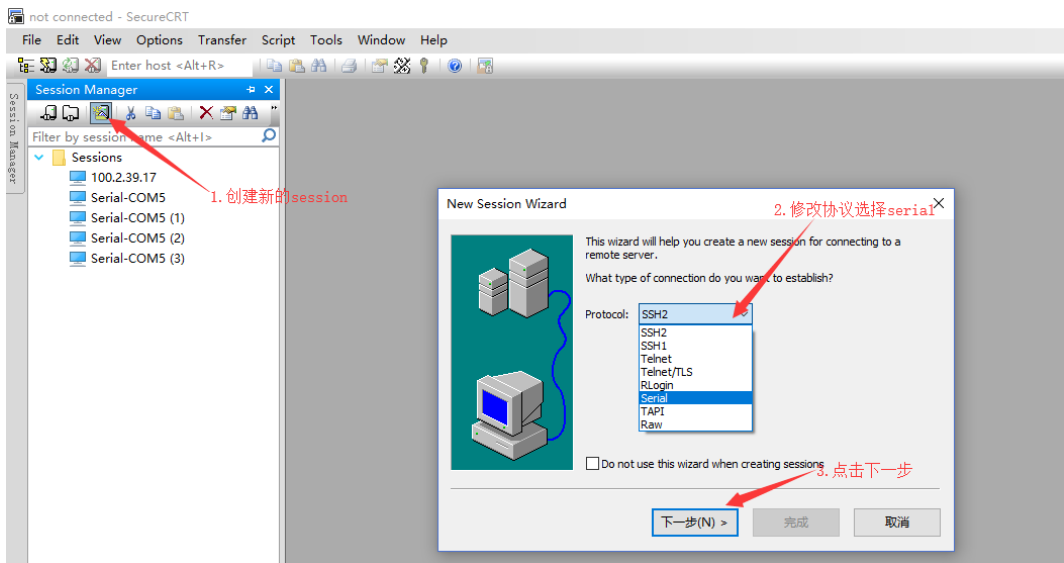 not connected - SecureCRT
File Edit View Options Transfer Script Tools Window Help
Enter host <Alt+R>
Session Manager
Session Manager
Filter by session name <Alt+I>
Sessions
100.2.39.17
Serial-COM5
1.创建新的session
Serial-COM5 (1)
Serial-COM5 (2)
Serial-COM5 (3)
New Session Wizard
2.修改协议选择serial
This wizard will help you create a new session for connecting to a
remote server.
What type of connection do you want to establish?
Protocol: SSH2
SSH2
SSH1
Telnet
Telnet/TLS
RLogin
Serial
TAPI
Raw
Do not use this wizard when creating sessions
3.点击下一步
下一步(N) > 完成 取消